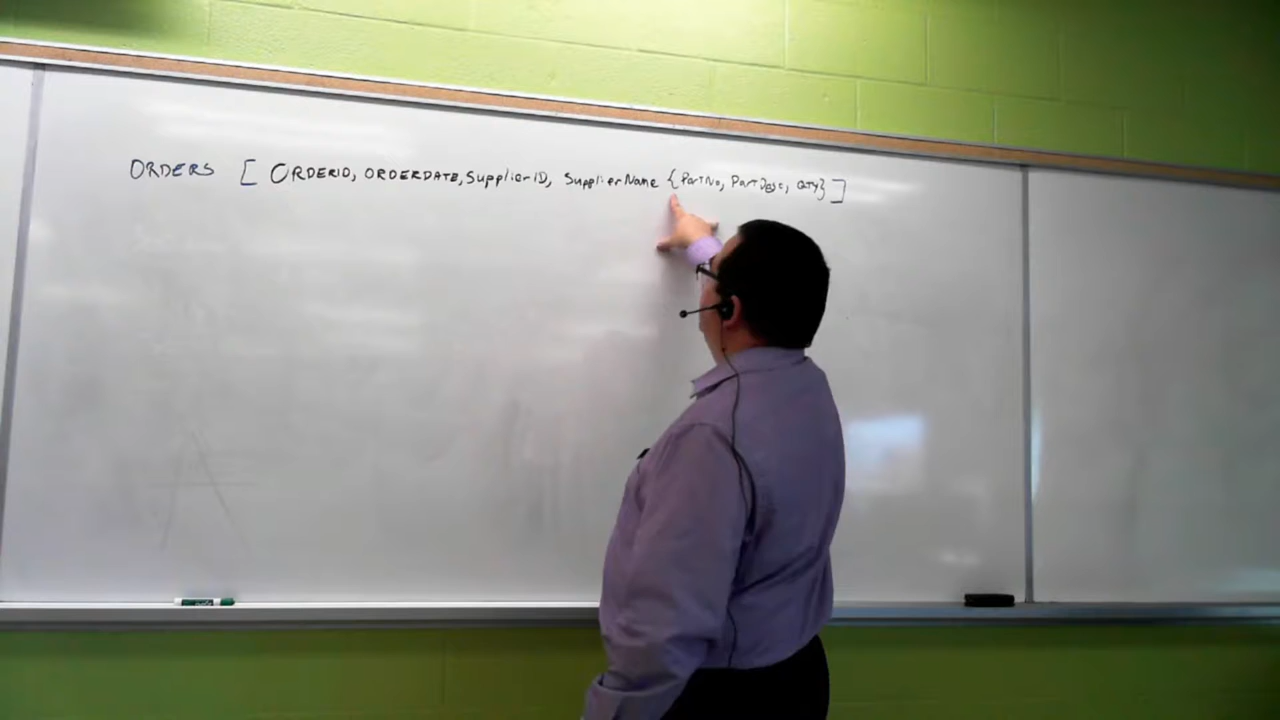 ORDERS [ ORDERID, ORDERDATE, SupplierID, SupplierName {PartNo, PartDesc, QTY} ]